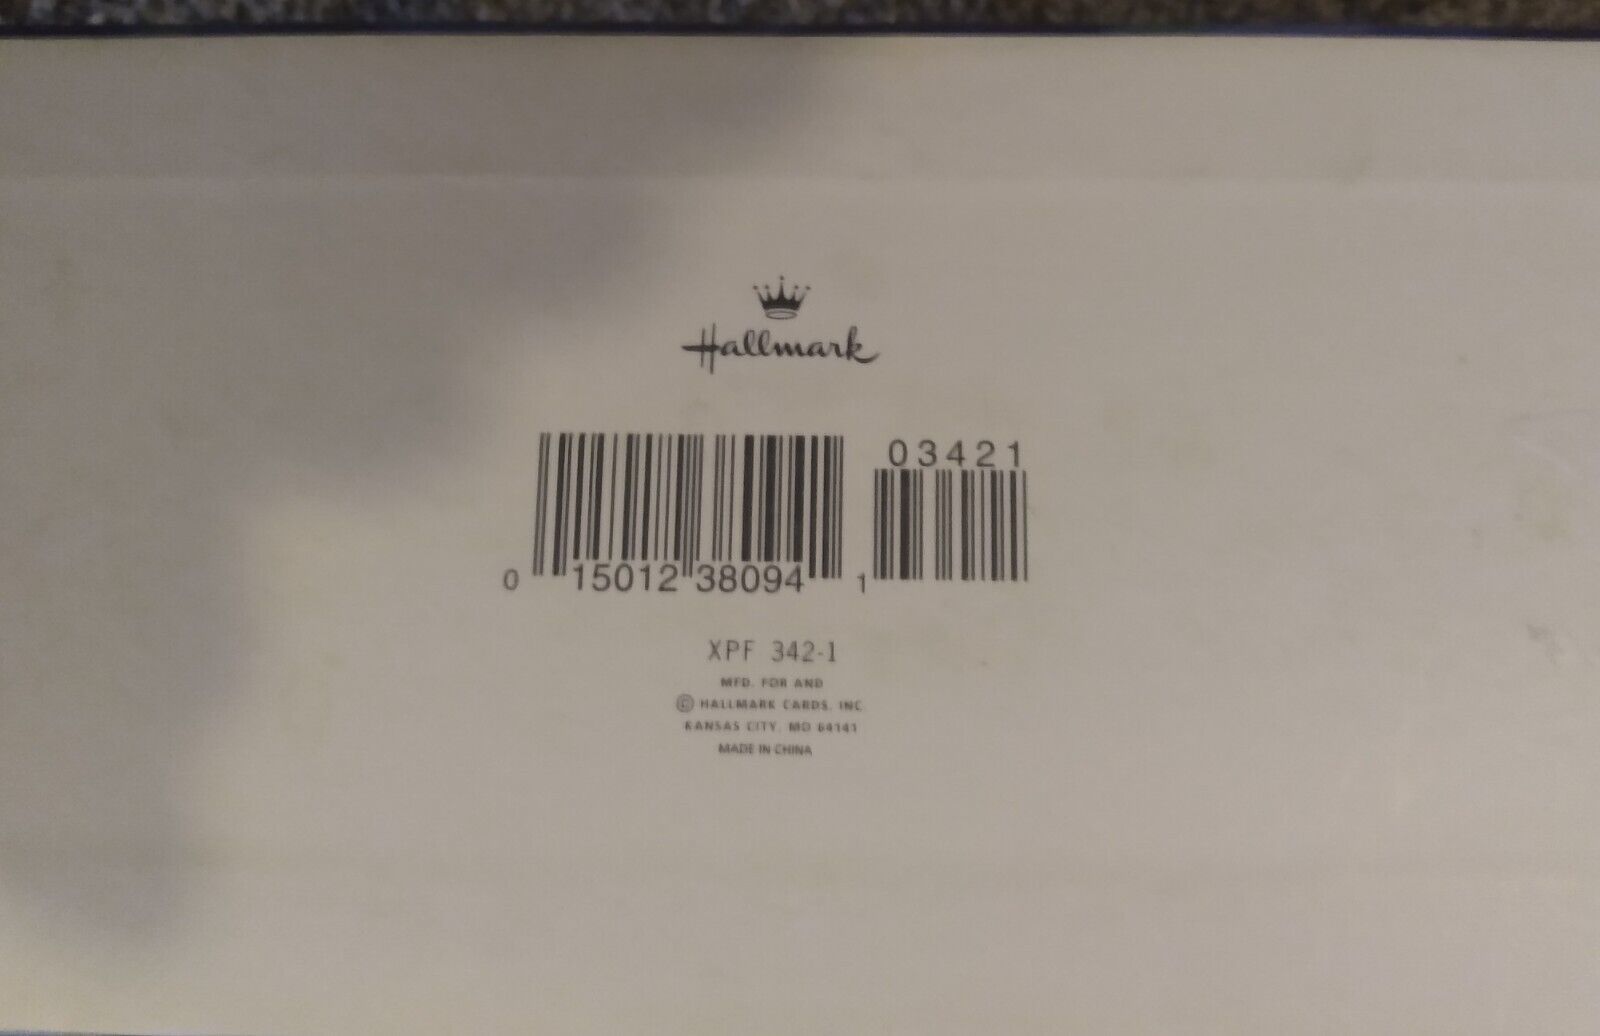 Hallmark
03421
0 15012 38094 1
XPF 342-1
MFD. FOR AND
© HALLMARK CARDS, INC.
KANSAS CITY, MO 64141
MADE IN CHINA